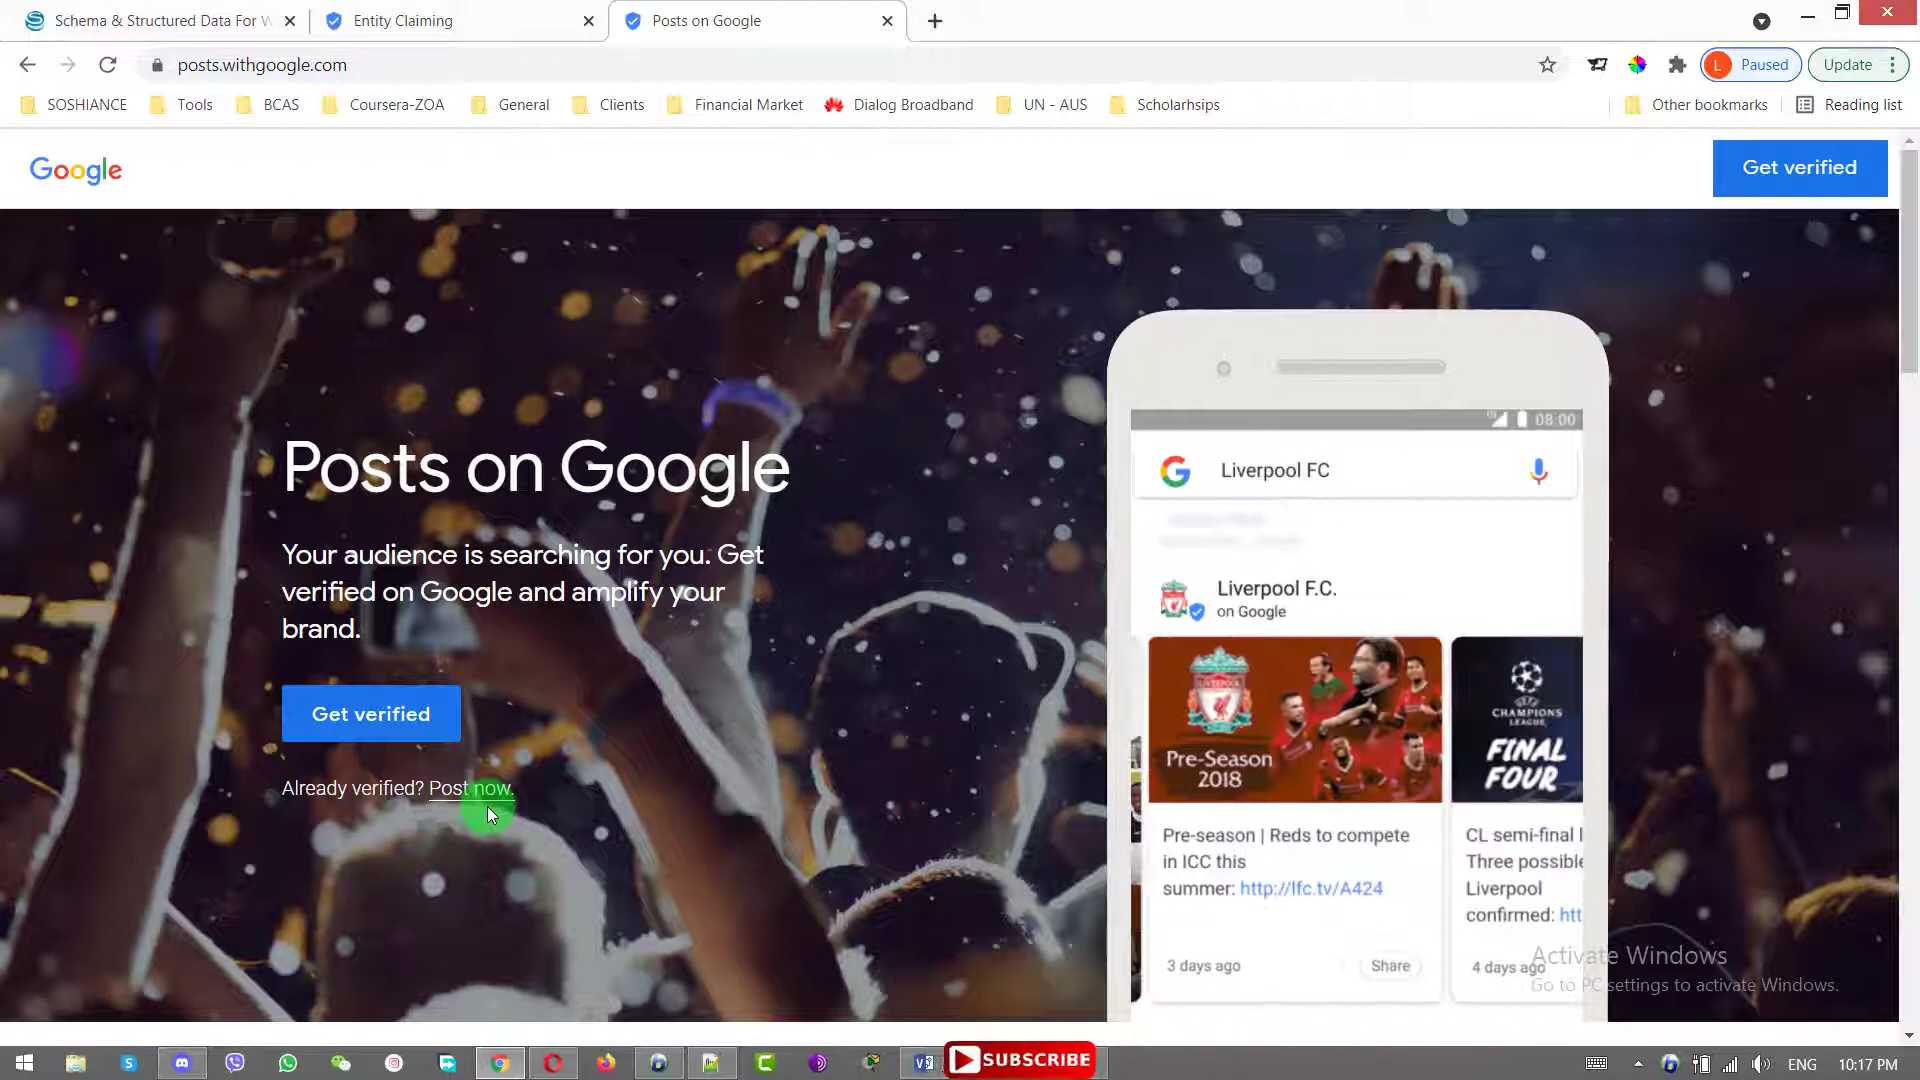 Schema & Structured Data For W
Entity Claiming
Posts on Google
posts.withgoogle.com
L Paused
Update
SOSHIANCE
Tools
BCAS
Coursera-ZOA
General
Clients
Financial Market
Dialog Broadband
UN - AUS
Scholarhsips
Other bookmarks
Reading list
Google
Get verified
Posts on Google
Your audience is searching for you. Get
verified on Google and amplify your
brand.
Get verified
Already verified? Post now.
08:00
Liverpool FC
Liverpool F.C.
on Google
Pre-Season
2018
CHAMPIONS
LEAGUE
FINAL
FOUR
Pre-season | Reds to compete
in ICC this
summer: http://lfc.tv/A424
3 days ago
Share
CL semi-final
Three possible
Liverpool
confirmed: htt
4 days ago
Activate Windows
Go to PC settings to activate Windows.
SUBSCRIBE
ENG
10:17 PM